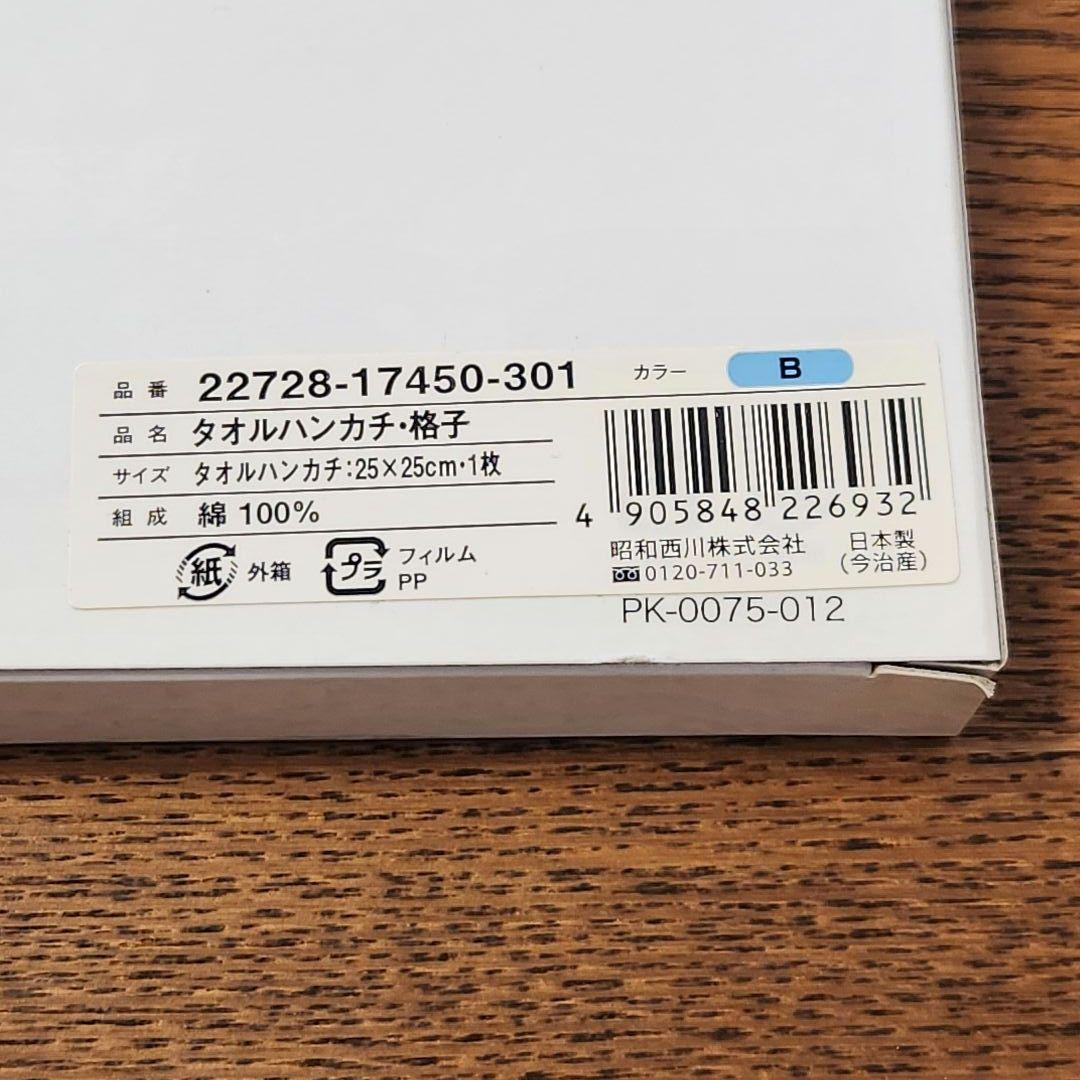 品番 22728-17450-301 カラー B
品名 タオルハンカチ・格子
サイズ タオルハンカチ:25×25cm・1枚
組成 綿100%
紙 外箱 プラ フィルム PP
4 905848 226932
昭和西川株式会社 日本製
0120-711-033 (今治産)
PK-0075-012